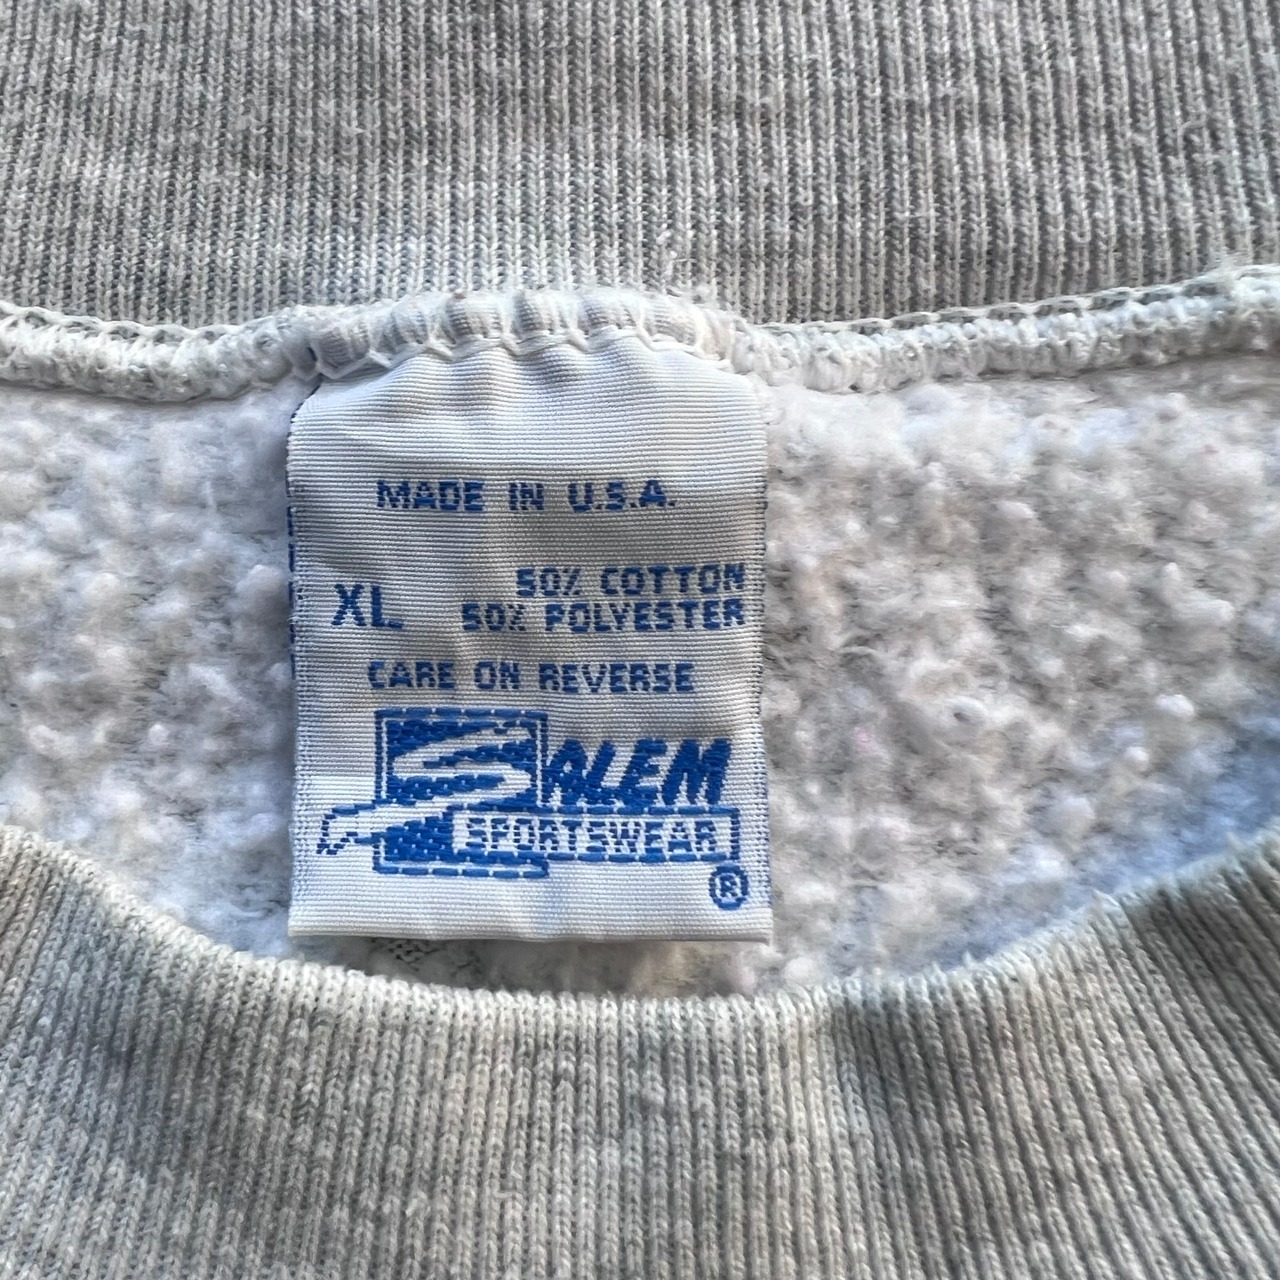 MADE IN U.S.A.
XL
50% COTTON
50% POLYESTER
CARE ON REVERSE
SALEM
SPORTSWEAR
®